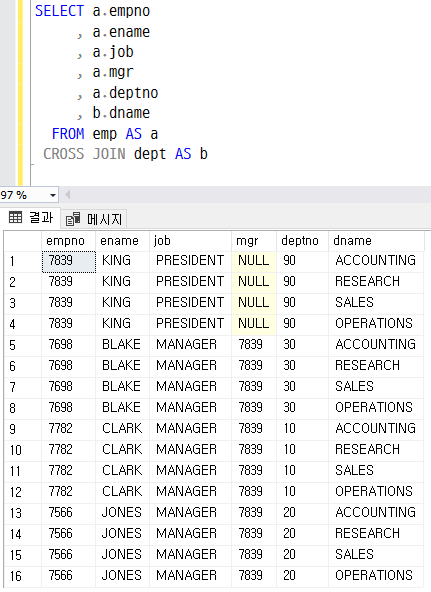 SELECT a.empno
, a.ename
, a.job
, a.mgr
, a.deptno
, b.dname
FROM emp AS a
CROSS JOIN dept AS b
97 %
결과 메시지
empno ename job mgr deptno dname
1 7839 KING PRESIDENT NULL 90 ACCOUNTING
2 7839 KING PRESIDENT NULL 90 RESEARCH
3 7839 KING PRESIDENT NULL 90 SALES
4 7839 KING PRESIDENT NULL 90 OPERATIONS
5 7698 BLAKE MANAGER 7839 30 ACCOUNTING
6 7698 BLAKE MANAGER 7839 30 RESEARCH
7 7698 BLAKE MANAGER 7839 30 SALES
8 7698 BLAKE MANAGER 7839 30 OPERATIONS
9 7782 CLARK MANAGER 7839 10 ACCOUNTING
10 7782 CLARK MANAGER 7839 10 RESEARCH
11 7782 CLARK MANAGER 7839 10 SALES
12 7782 CLARK MANAGER 7839 10 OPERATIONS
13 7566 JONES MANAGER 7839 20 ACCOUNTING
14 7566 JONES MANAGER 7839 20 RESEARCH
15 7566 JONES MANAGER 7839 20 SALES
16 7566 JONES MANAGER 7839 20 OPERATIONS